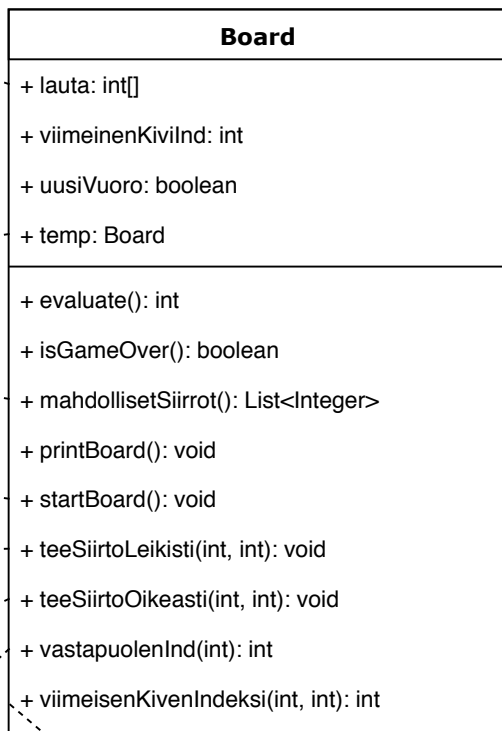 Board
+ lauta: int[]
+ viimeinenKiviInd: int
+ uusiVuoro: boolean
+ temp: Board
+ evaluate(): int
+ isGameOver(): boolean
+ mahdollisetSiirrot(): List<Integer>
+ printBoard(): void
+ startBoard(): void
+ teeSiirtoLeikisti(int, int): void
+ teeSiirtoOikeasti(int, int): void
+ vastapuolenInd(int): int
+ viimeisenKivenIndeksi(int, int): int